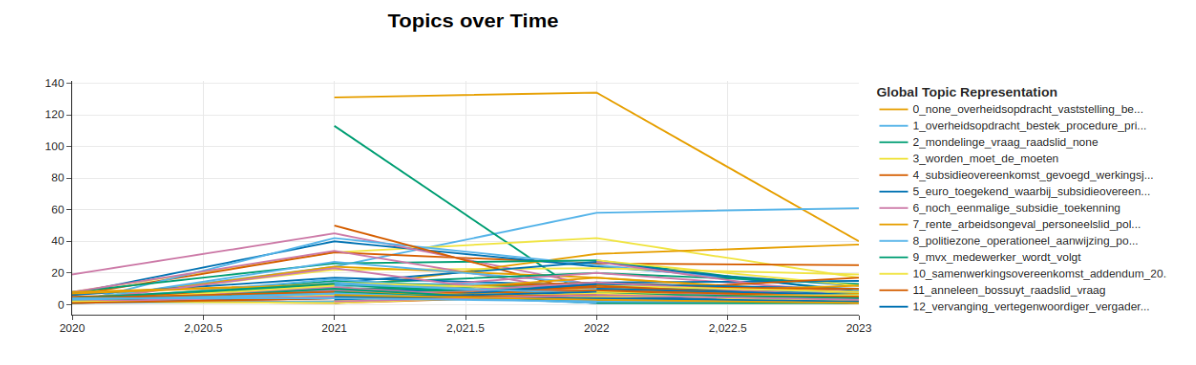 Topics over Time
140
120
100
80
60
40
20
0
2020
2,020.5
2021
2,021.5
2022
2,022.5
2023
Global Topic Representation
0_none_overheidsopdracht_vaststelling_be...
1_overheidsopdracht_bestek_procedure_pri...
2_mondelinge_vraag_raadslid_none
3_worden_moet_de_moeten
4_subsidieovereenkomst_gevoegd_werkingsj...
5_euro_toegekend_waarbij_subsidieovereen...
6_noch_eenmalige_subsidie_toekenning
7_rente_arbeidsongeval_personeelslid_pol...
8_politiezone_operationeel_aanwijzing_po...
9_mvx_medewerker_wordt_volgt
10_samenwerkingsovereenkomst_addendum_20.
11_anneleen_bossuyt_raadslid_vraag
12_vervanging_vertegenwoordiger_vergader...